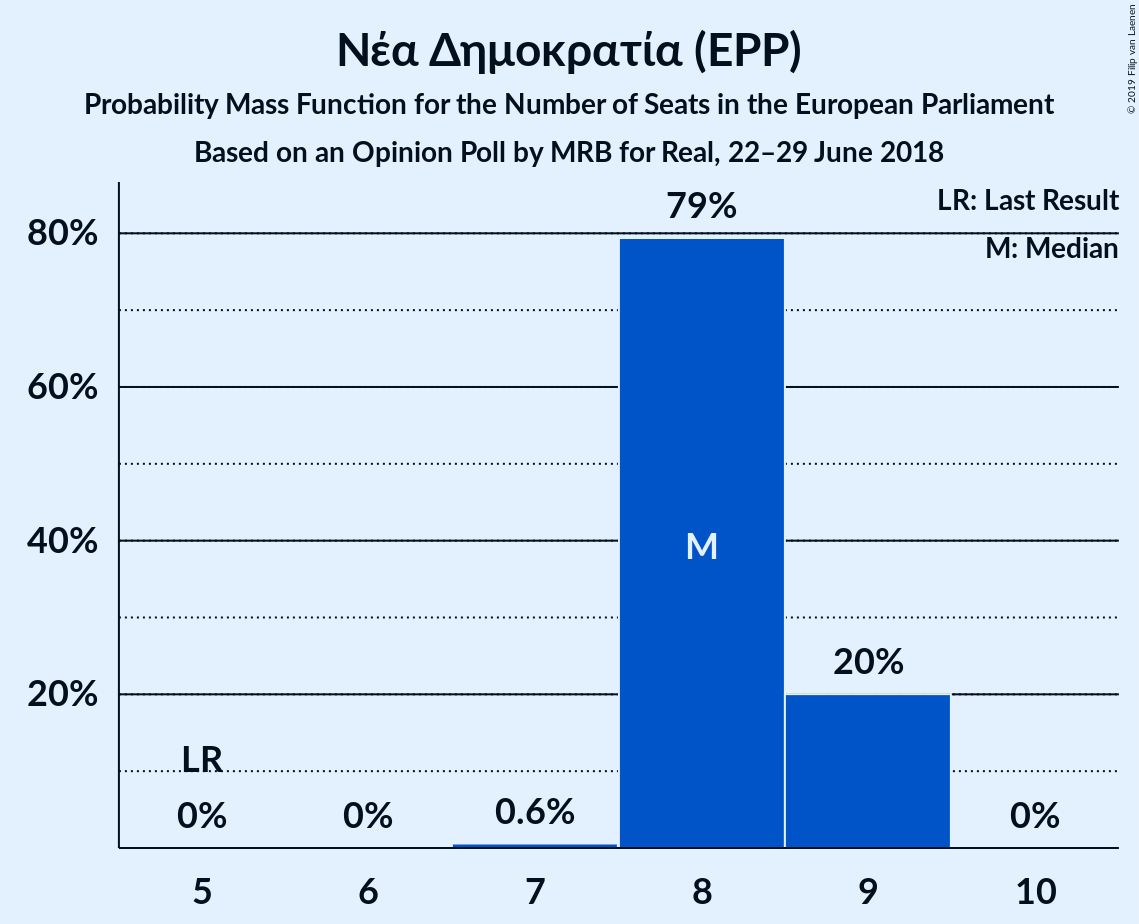 Νέα Δημοκρατία (EPP)
Probability Mass Function for the Number of Seats in the European Parliament
Based on an Opinion Poll by MRB for Real, 22–29 June 2018
© 2019 Filip van Laenen
LR: Last Result
M: Median
80%
60%
40%
20%
79%
M
20%
LR
0%
0%
0.6%
0%
5
6
7
8
9
10